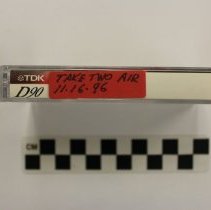 TDK TAKE TWO AIR
D90 11.26.96
CM